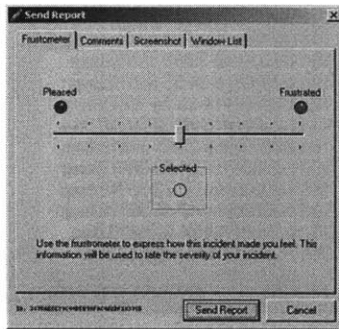 Send Report
Frustometer Comments Screenshot Window List
Pleased Frustrated
Selected
Use the frustrometer to express how this incident made you feel. This
information will be used to rate the severity of your incident.
Send Report Cancel